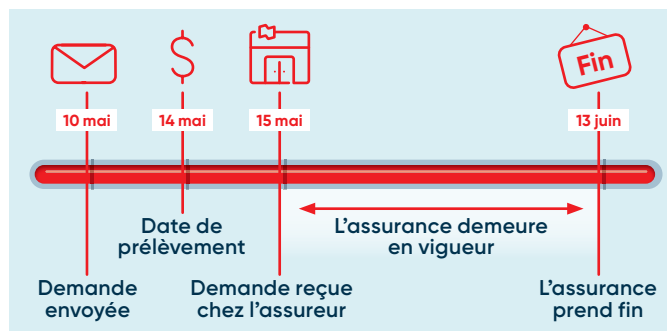 Fin
10 mai
14 mai
15 mai
13 juin
Date de
prélèvement
L'assurance demeure
en vigueur
Demande
envoyée
Demande reçue
chez l'assureur
L'assurance
prend fin